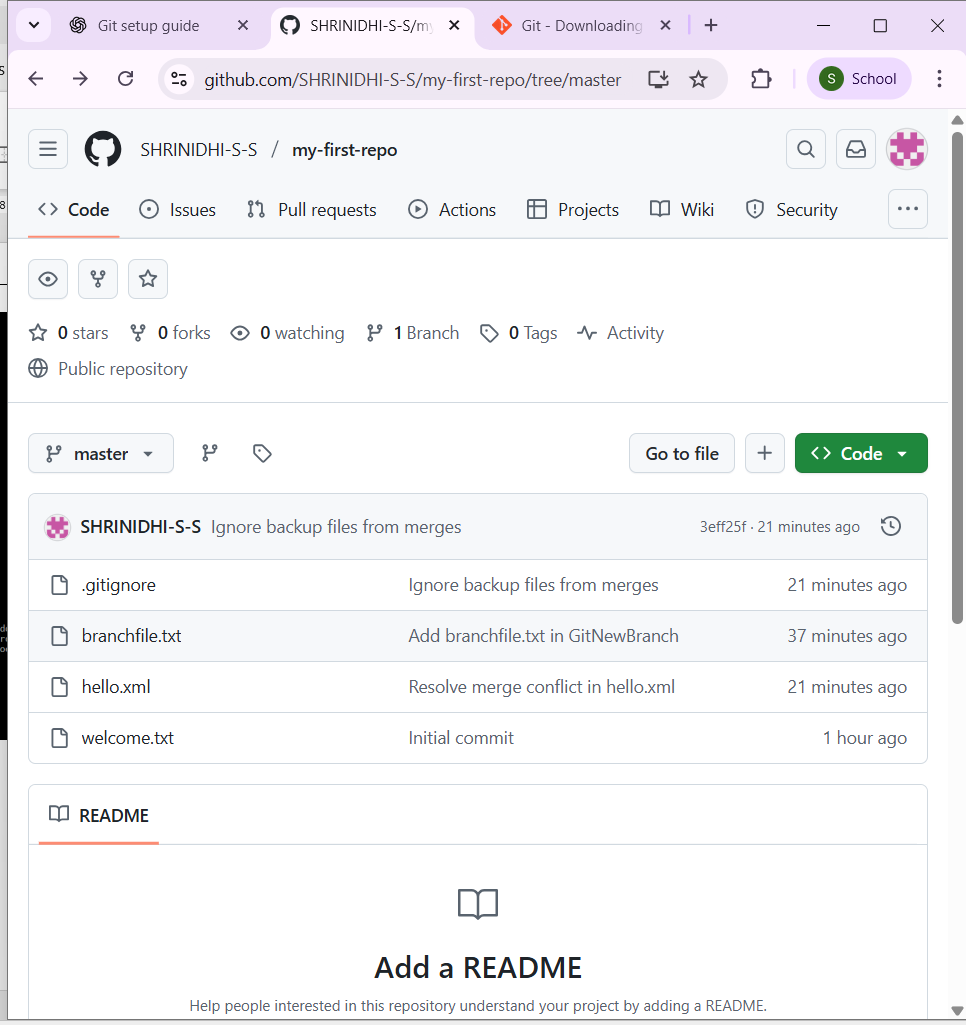 Git setup guide
SHRINIDHI-S-S/my
Git - Downloading
github.com/SHRINIDHI-S-S/my-first-repo/tree/master
S School
SHRINIDHI-S-S / my-first-repo
Code Issues Pull requests Actions Projects Wiki Security
0 stars 0 forks 0 watching 1 Branch 0 Tags Activity
Public repository
master Go to file Code
SHRINIDHI-S-S Ignore backup files from merges 3eff25f · 21 minutes ago
.gitignore Ignore backup files from merges 21 minutes ago
branchfile.txt Add branchfile.txt in GitNewBranch 37 minutes ago
hello.xml Resolve merge conflict in hello.xml 21 minutes ago
welcome.txt Initial commit 1 hour ago
README
Add a README
Help people interested in this repository understand your project by adding a README.